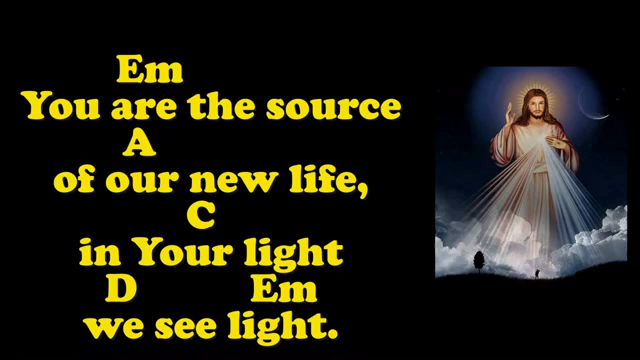 Em
You are the source
A
of our new life,
C
in Your light
D Em
we see light.